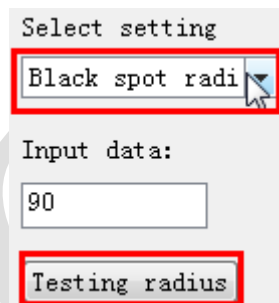 Select setting
Black spot radi
Input data:
90
Testing radius